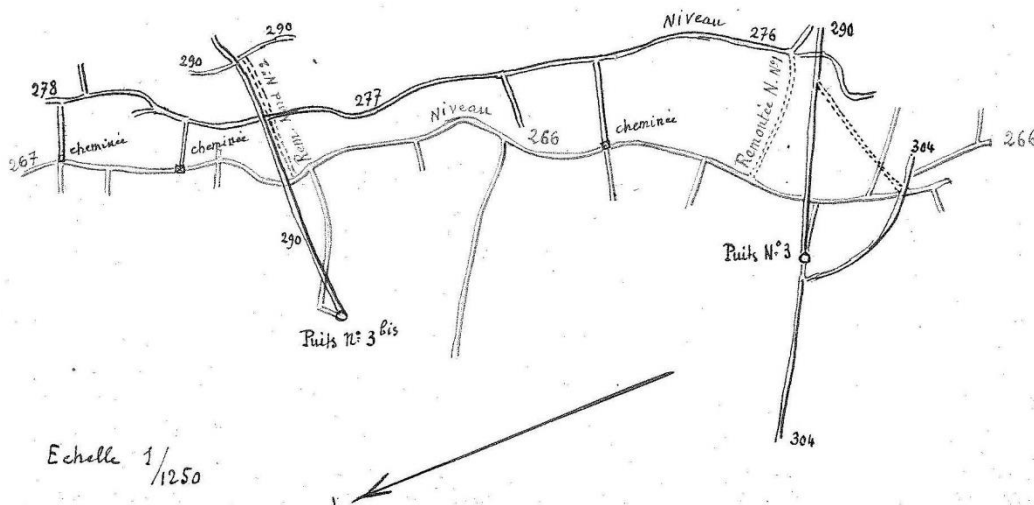 290
290
Niveau
276
290
278
Rem. Nord N°2
277
Niveau
Remontée N. N°1
cheminée
cheminée
266
cheminée
267
304
266
290
Puits N° 3
Puits n° 3 bis
304
Echelle 1/1250